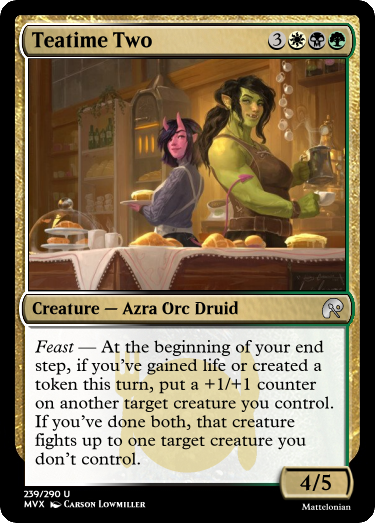 Teatime Two 3
Creature — Azra Orc Druid
Feast — At the beginning of your end
step, if you've gained life or created a
token this turn, put a +1/+1 counter
on another target creature you control.
If you've done both, that creature
fights up to one target creature you
don't control.
4/5
239/290 U
MVX Carson Lowmiller
Mattelonian